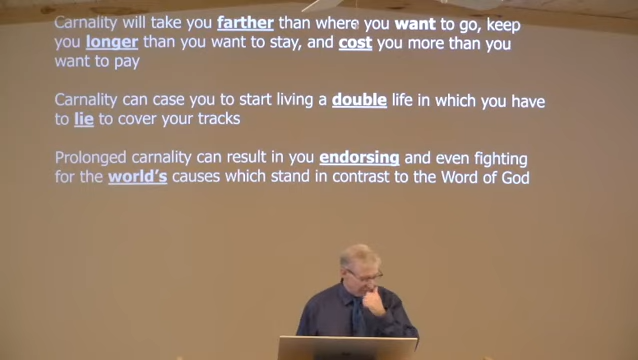 Carnality will take you farther than where you want to go, keep
you longer than you want to stay, and cost you more than you
want to pay
Carnality can case you to start living a double life in which you have
to lie to cover your tracks
Prolonged carnality can result in you endorsing and even fighting
for the world's causes which stand in contrast to the Word of God